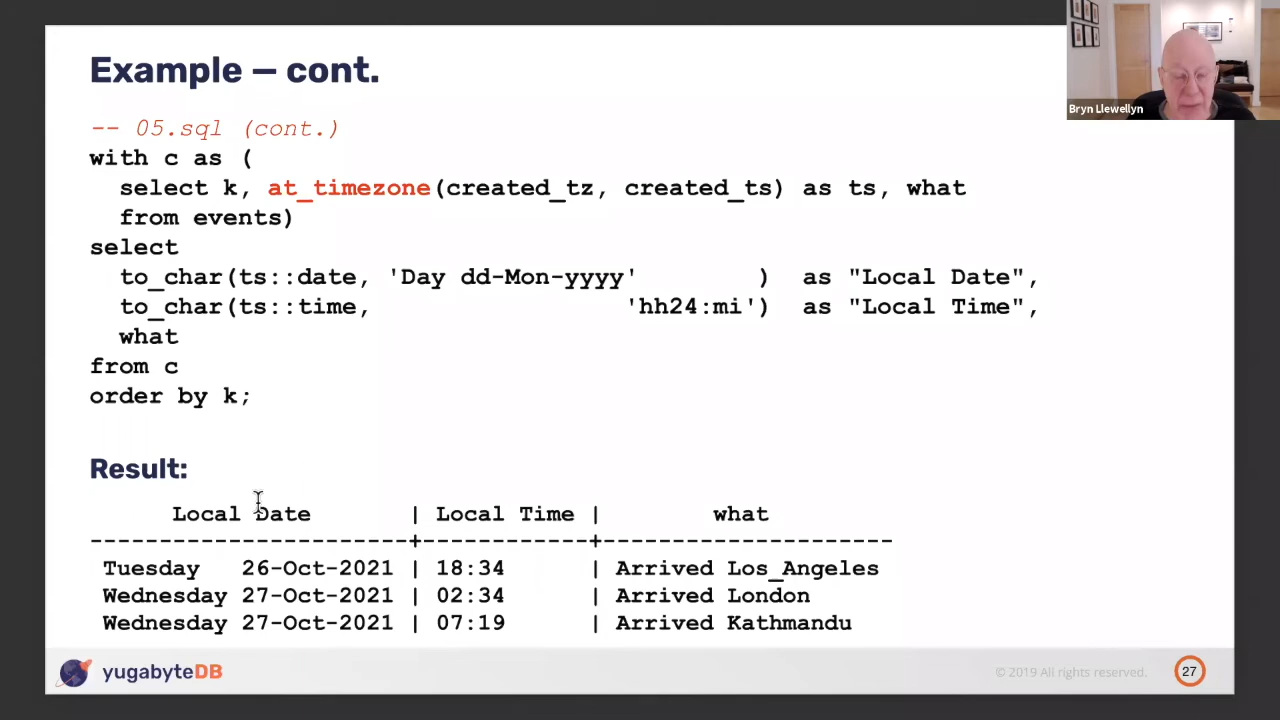 Example — cont.
Bryn Llewellyn
-- 05.sql (cont.)
with c as (
  select k, at_timezone(created_tz, created_ts) as ts, what
  from events)
select
  to_char(ts::date, 'Day dd-Mon-yyyy'        )  as "Local Date",
  to_char(ts::time,                 'hh24:mi')  as "Local Time",
  what
from c
order by k;
Result:
      Local Date       | Local Time |        what
-----------------------+------------+---------------------
 Tuesday   26-Oct-2021 | 18:34      | Arrived Los_Angeles
 Wednesday 27-Oct-2021 | 02:34      | Arrived London
 Wednesday 27-Oct-2021 | 07:19      | Arrived Kathmandu
yugabyteDB
© 2019 All rights reserved.
27